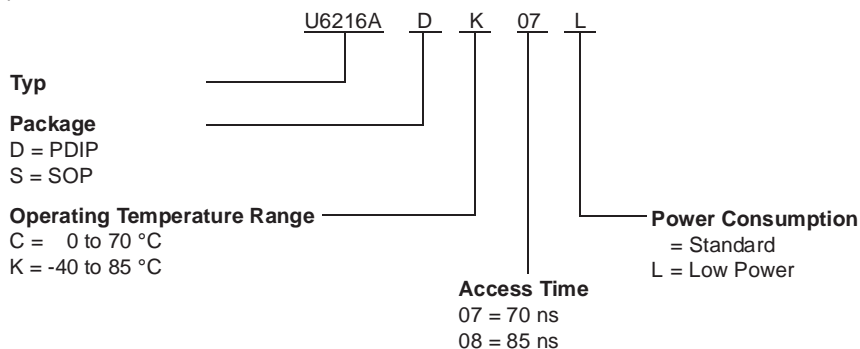 U6216A D K 07 L
Typ
Package
D = PDIP
S = SOP
Operating Temperature Range
C = 0 to 70 °C
K = -40 to 85 °C
Access Time
07 = 70 ns
08 = 85 ns
Power Consumption
= Standard
L = Low Power